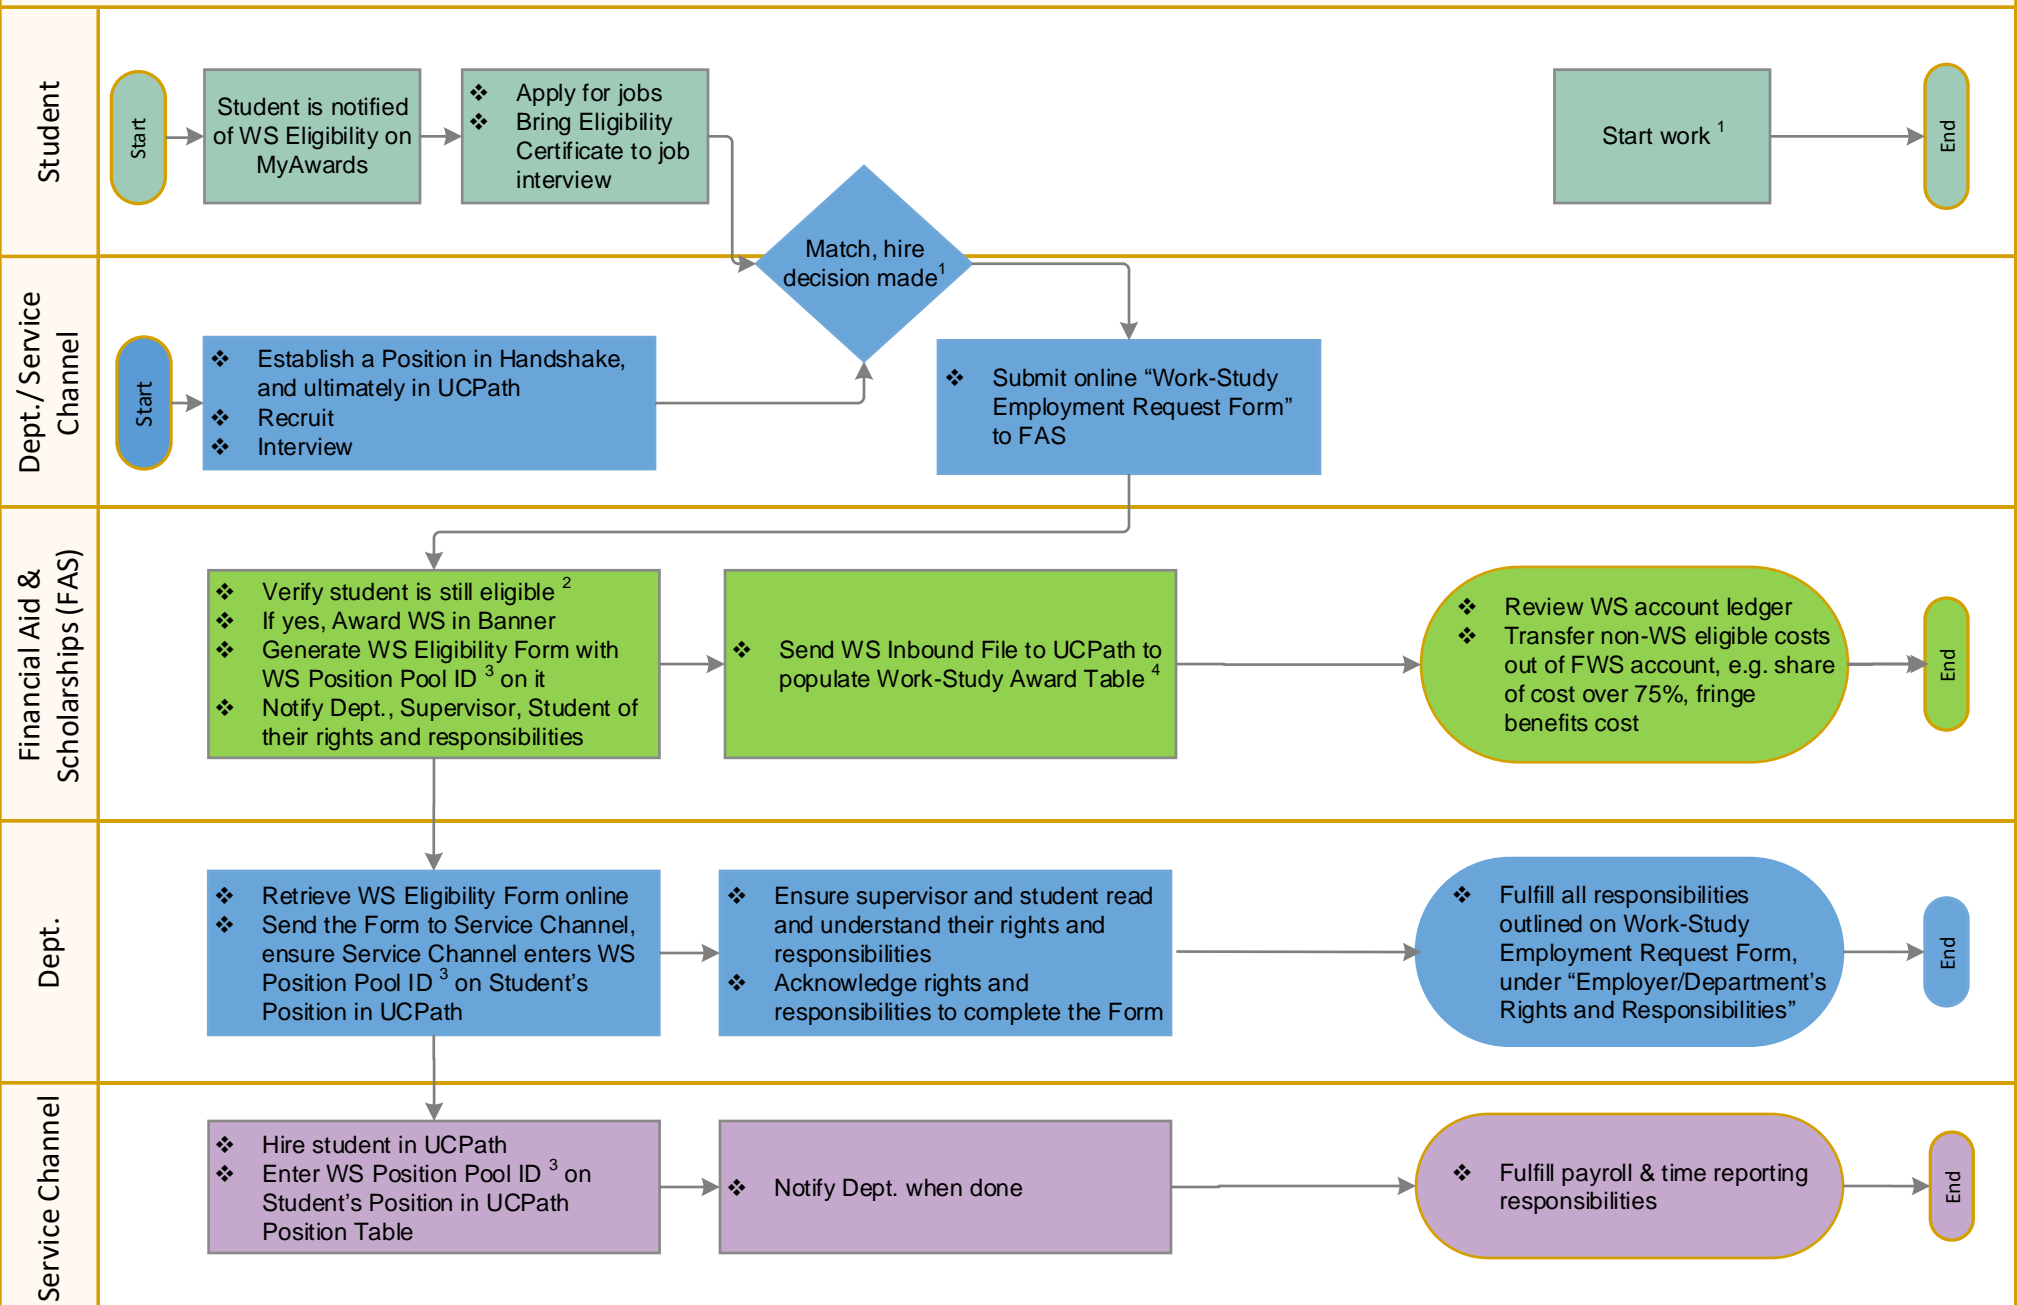 Student
Start
Student is notified
of WS Eligibility on
MyAwards
❖ Apply for jobs
❖ Bring Eligibility
Certificate to job
interview
Start work 1
End
Match, hire
decision made1
Dept./ Service
Channel
Start
❖ Establish a Position in Handshake,
and ultimately in UCPath
❖ Recruit
❖ Interview
❖ Submit online “Work-Study
Employment Request Form”
to FAS
Financial Aid &
Scholarships (FAS)
❖ Verify student is still eligible 2
❖ If yes, Award WS in Banner
❖ Generate WS Eligibility Form with
WS Position Pool ID 3 on it
❖ Notify Dept., Supervisor, Student of
their rights and responsibilities
❖ Send WS Inbound File to UCPath to
populate Work-Study Award Table 4
❖ Review WS account ledger
❖ Transfer non-WS eligible costs
out of FWS account, e.g. share
of cost over 75%, fringe
benefits cost
End
Dept.
❖ Retrieve WS Eligibility Form online
❖ Send the Form to Service Channel,
ensure Service Channel enters WS
Position Pool ID 3 on Student’s
Position in UCPath
❖ Ensure supervisor and student read
and understand their rights and
responsibilities
❖ Acknowledge rights and
responsibilities to complete the Form
❖ Fulfill all responsibilities
outlined on Work-Study
Employment Request Form,
under “Employer/Department’s
Rights and Responsibilities”
End
Service Channel
❖ Hire student in UCPath
❖ Enter WS Position Pool ID 3 on
Student’s Position in UCPath
Position Table
❖ Notify Dept. when done
❖ Fulfill payroll & time reporting
responsibilities
End